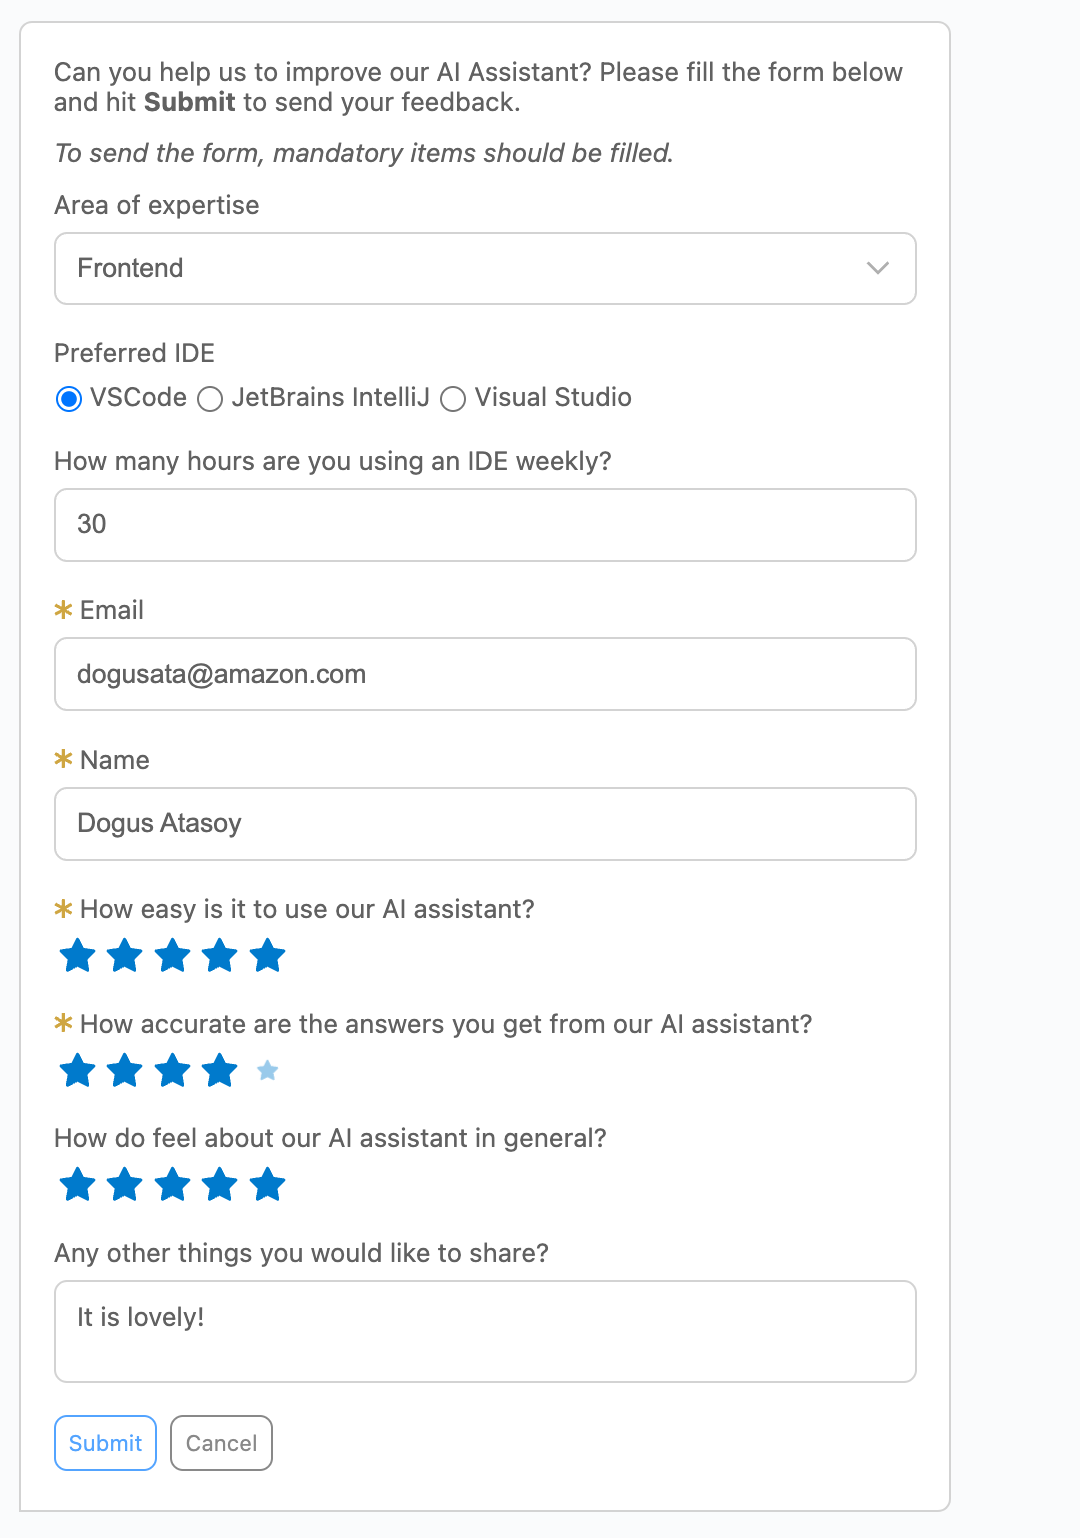 Can you help us to improve our AI Assistant? Please fill the form below
and hit Submit to send your feedback.
To send the form, mandatory items should be filled.
Area of expertise
Frontend
Preferred IDE
VSCode JetBrains IntelliJ Visual Studio
How many hours are you using an IDE weekly?
30
* Email
dogusata@amazon.com
* Name
Dogus Atasoy
* How easy is it to use our AI assistant?
* How accurate are the answers you get from our AI assistant?
How do feel about our AI assistant in general?
Any other things you would like to share?
It is lovely!
Submit Cancel